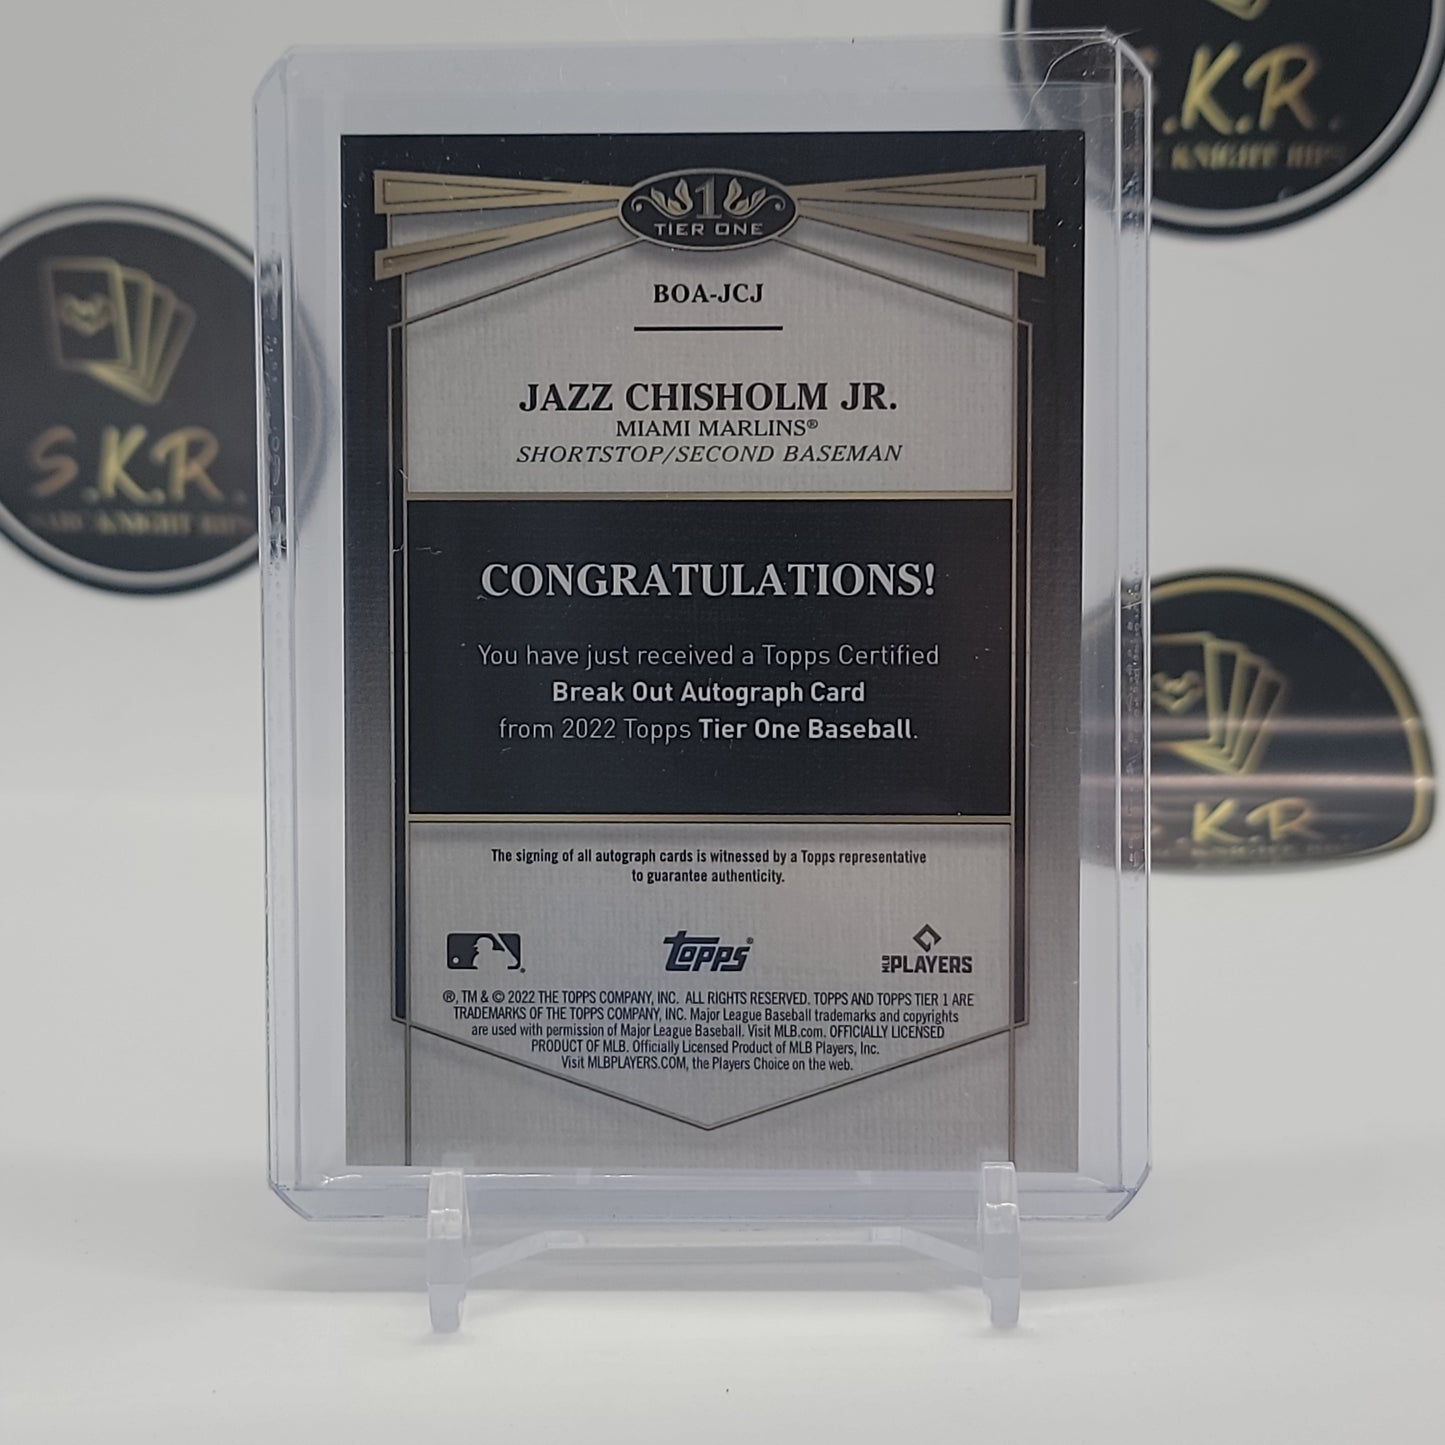 S.K.R.
KNIGHT RIPS
1
TIER ONE
BOA-JCJ
JAZZ CHISHOLM JR.
MIAMI MARLINS®
SHORTSTOP/SECOND BASEMAN
S.K.R.
KNIGHT RIPS
CONGRATULATIONS!
You have just received a Topps Certified
Break Out Autograph Card
from 2022 Topps Tier One Baseball.
S.K.R.
The signing of all autograph cards is witnessed by a Topps representative
to guarantee authenticity.
topps®
MLB PLAYERS
®, TM & © 2022 THE TOPPS COMPANY, INC. ALL RIGHTS RESERVED. TOPPS AND TOPPS TIER 1 ARE
TRADEMARKS OF THE TOPPS COMPANY, INC. Major League Baseball trademarks and copyrights
are used with permission of Major League Baseball. Visit MLB.com. OFFICIALLY LICENSED
PRODUCT OF MLB. Officially Licensed Product of MLB Players, Inc.
Visit MLBPLAYERS.COM, the Players Choice on the web.